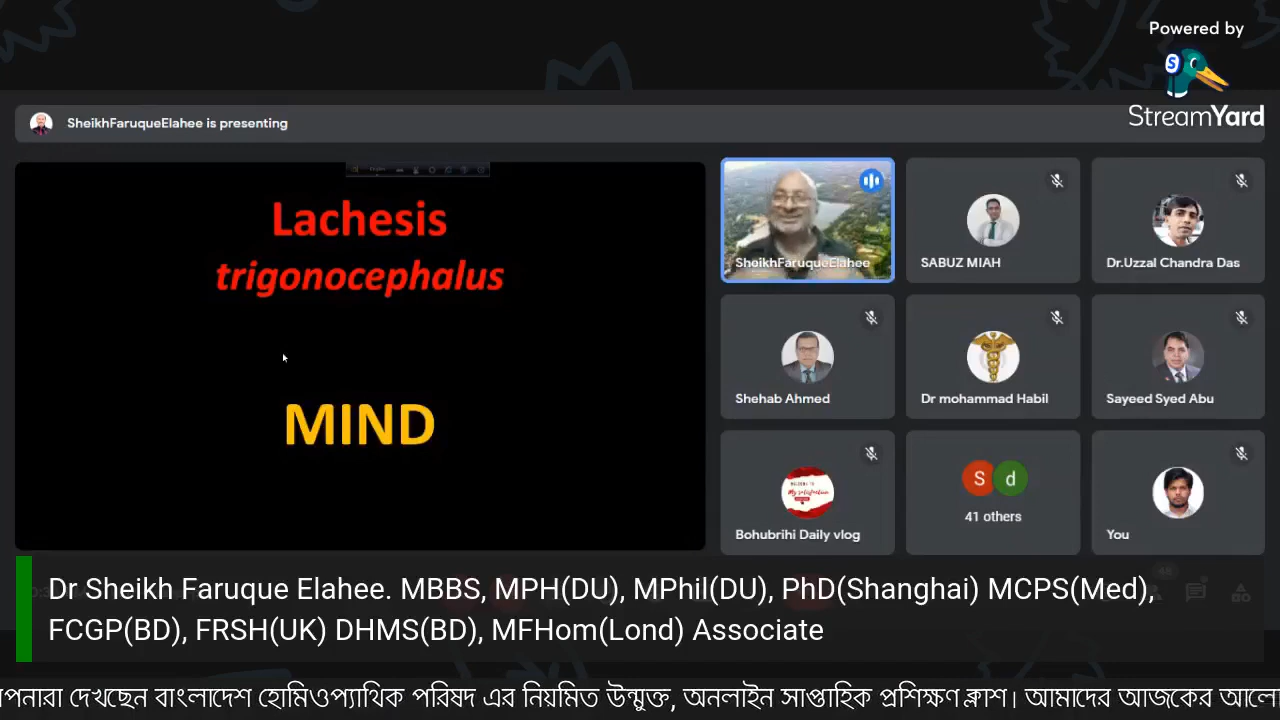 Powered by
StreamYard
SheikhFaruqueElahee is presenting
Lachesis
trigonocephalus
MIND
SheikhFaruqueElahee
SABUZ MIAH
Dr.Uzzal Chandra Das
Shehab Ahmed
Dr mohammad Habil
Sayeed Syed Abu
Bohubrihi Daily vlog
S d
41 others
You
Dr Sheikh Faruque Elahee. MBBS, MPH(DU), MPhil(DU), PhD(Shanghai) MCPS(Med),
FCGP(BD), FRSH(UK) DHMS(BD), MFHom(Lond) Associate
পনারা দেখছেন বাংলাদেশ হোমিওপ্যাথিক পরিষদ এর নিয়মিত উন্মুক্ত, অনলাইন সাপ্তাহিক প্রশিক্ষণ ক্লাশ। আমাদের আজকের আলো